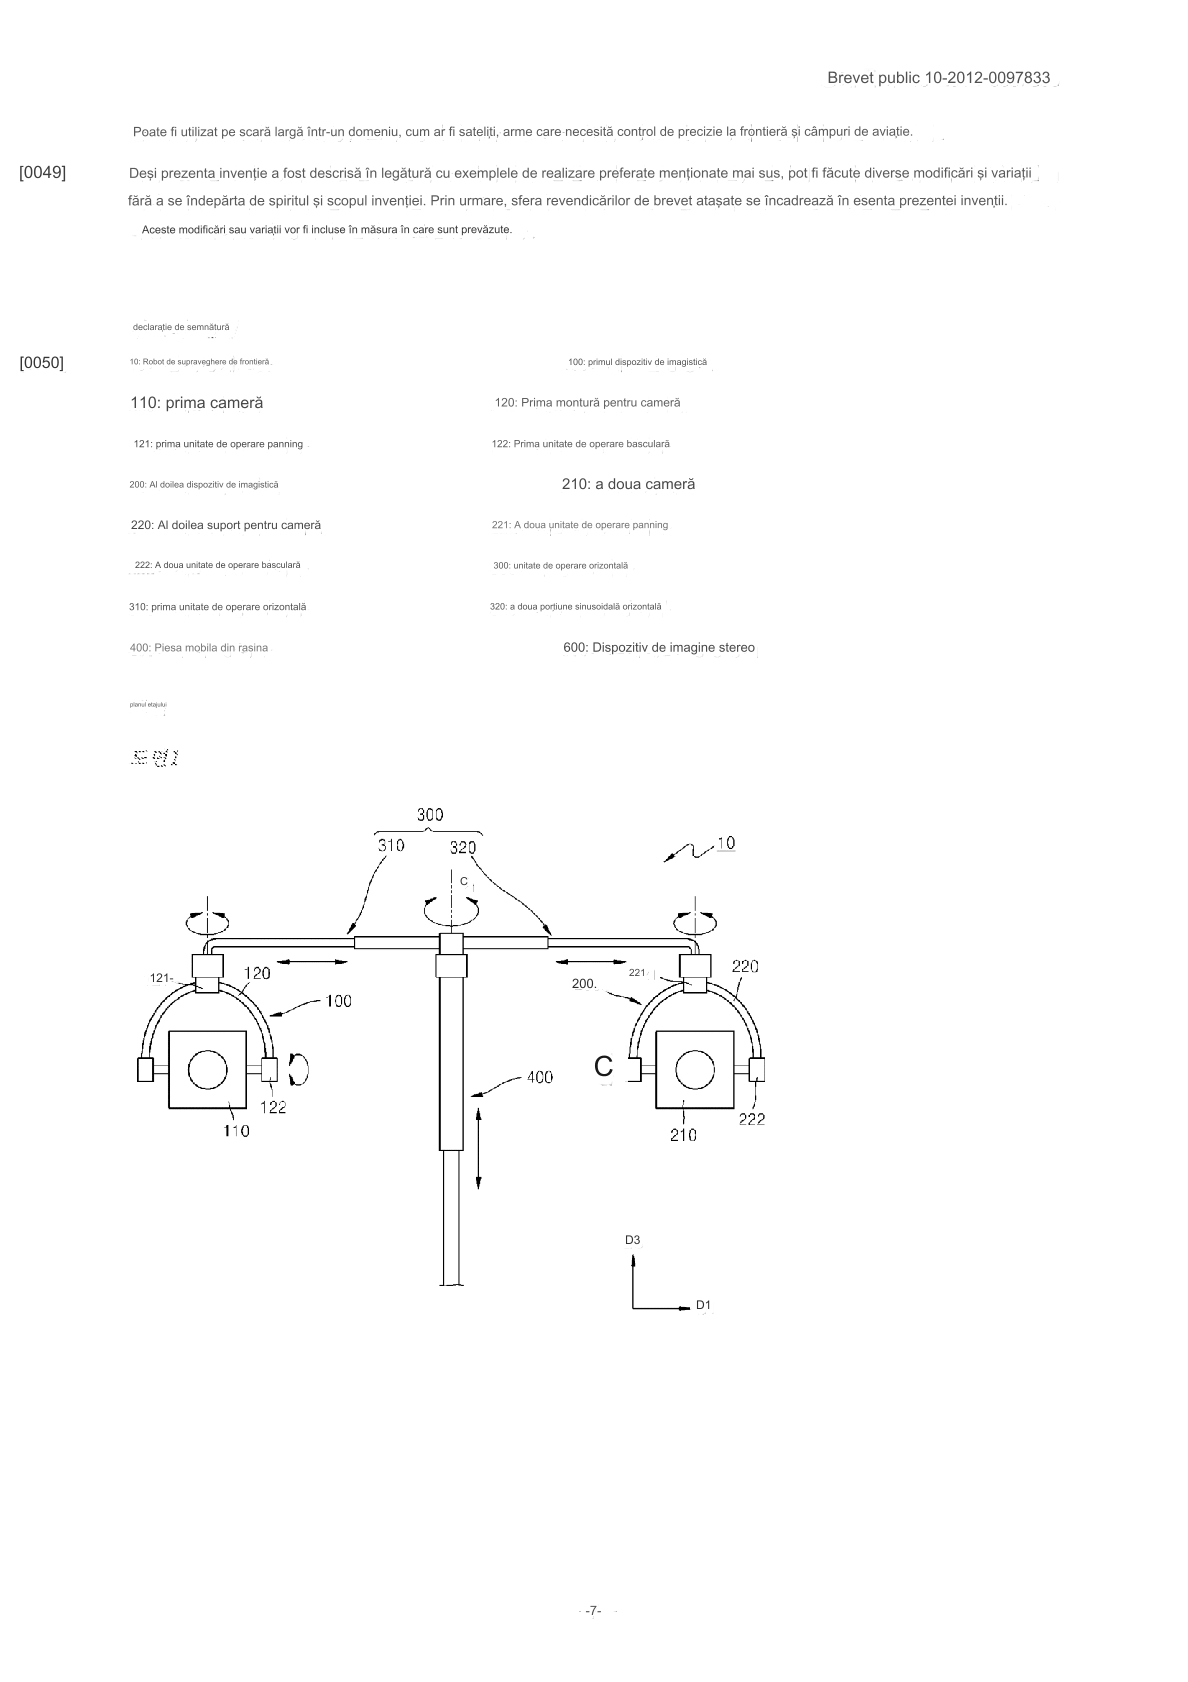 Brevet public 10-2012-0097833
Poate fi utilizat pe scară largă într-un domeniu, cum ar fi sateliți, arme care necesită control de precizie la frontieră și câmpuri de aviație.
[0049] Deși prezenta invenție a fost descrisă în legătură cu exemplele de realizare preferate menționate mai sus, pot fi făcute diverse modificări și variații
fără a se îndepărta de spiritul și scopul invenției. Prin urmare, sfera revendicărilor de brevet atașate se încadrează în esența prezentei invenții.
Aceste modificări sau variații vor fi incluse în măsura în care sunt prevăzute.
declarație de semnătură
[0050] 10: Robot de supraveghere de frontieră 100: primul dispozitiv de imagistică
110: prima cameră 120: Prima montură pentru cameră
121: prima unitate de operare panning 122: Prima unitate de operare basculară
200: Al doilea dispozitiv de imagistică 210: a doua cameră
220: Al doilea suport pentru cameră 221: A doua unitate de operare panning
222: A doua unitate de operare basculară 300: unitate de operare orizontală
310: prima unitate de operare orizontală 320: a doua porțiune sinusoidală orizontală
400: Piesa mobila din rasina 600: Dispozitiv de imagine stereo
planul etajului
도면1
300
310 320 10
C1
121 120 100 200. 221 220
C
400
122 110 222 210
D3
D1
-7-